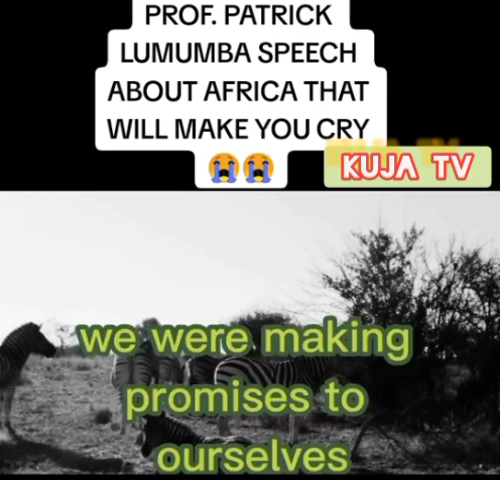 PROF. PATRICK
LUMUMBA SPEECH
ABOUT AFRICA THAT
WILL MAKE YOU CRY
😭😭
KUJA TV
we were making
promises to
ourselves